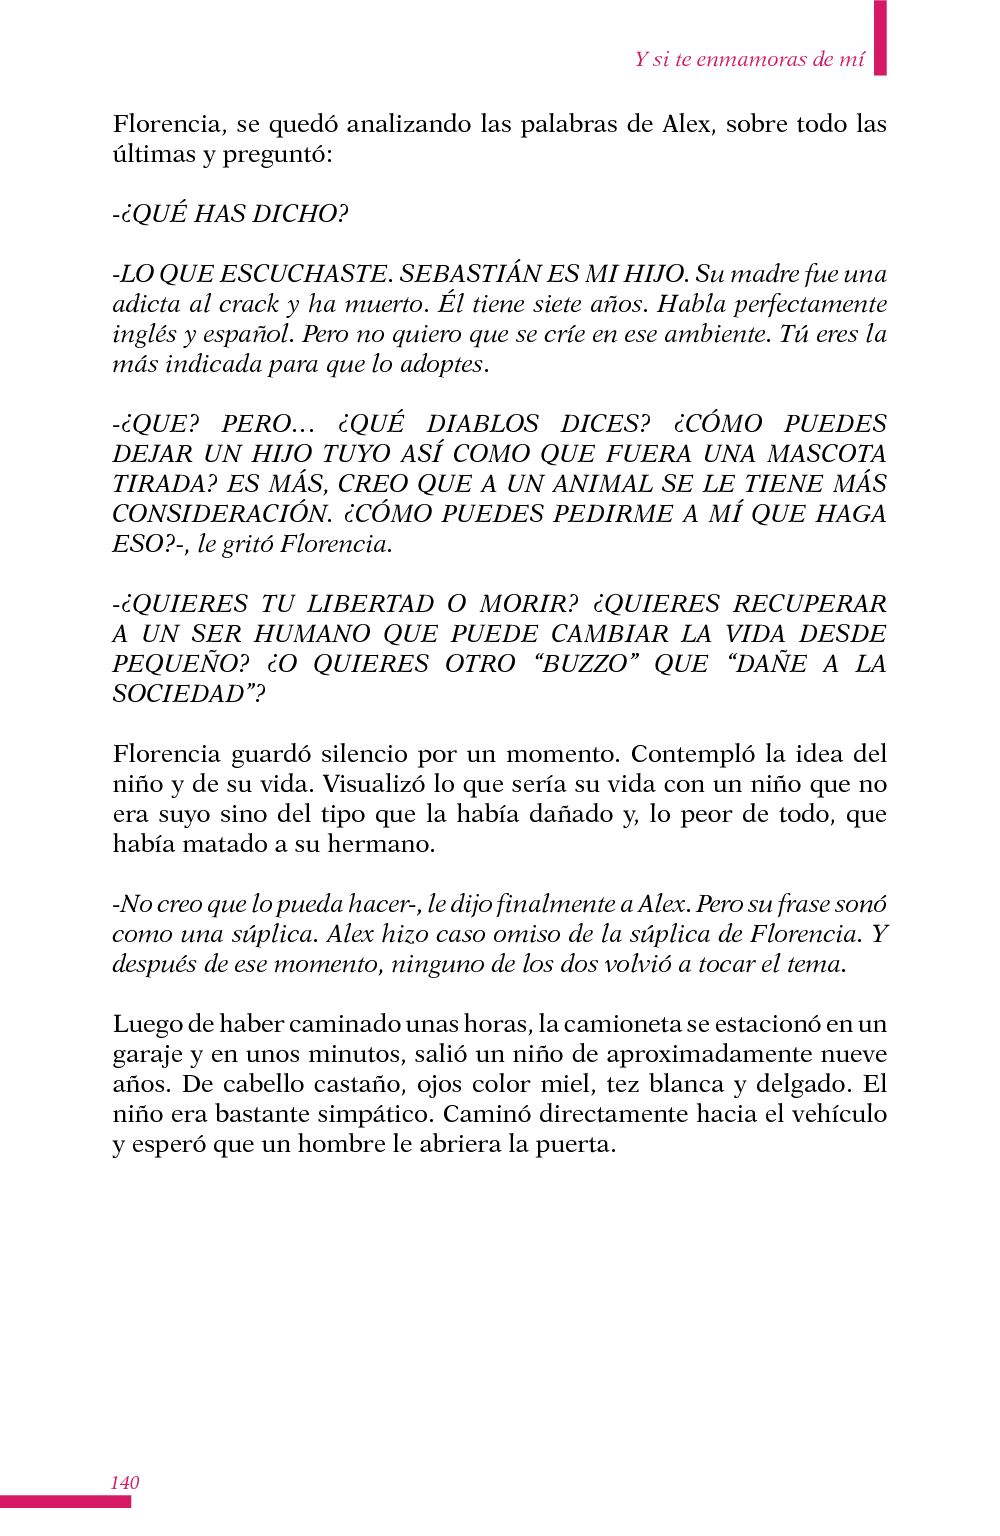 Y si te enmamoras de mí
Florencia, se quedó analizando las palabras de Alex, sobre todo las
últimas y preguntó:
-¿QUÉ HAS DICHO?
-LO QUE ESCUCHASTE. SEBASTIÁN ES MI HIJO. Su madre fue una
adicta al crack y ha muerto. Él tiene siete años. Habla perfectamente
inglés y español. Pero no quiero que se críe en ese ambiente. Tú eres la
más indicada para que lo adoptes.
-¿QUE? PERO… ¿QUÉ DIABLOS DICES? ¿CÓMO PUEDES
DEJAR UN HIJO TUYO ASÍ COMO QUE FUERA UNA MASCOTA
TIRADA? ES MÁS, CREO QUE A UN ANIMAL SE LE TIENE MÁS
CONSIDERACIÓN. ¿CÓMO PUEDES PEDIRME A MÍ QUE HAGA
ESO?-, le gritó Florencia.
-¿QUIERES TU LIBERTAD O MORIR? ¿QUIERES RECUPERAR
A UN SER HUMANO QUE PUEDE CAMBIAR LA VIDA DESDE
PEQUEÑO? ¿O QUIERES OTRO “BUZZO” QUE “DAÑE A LA
SOCIEDAD”?
Florencia guardó silencio por un momento. Contempló la idea del
niño y de su vida. Visualizó lo que sería su vida con un niño que no
era suyo sino del tipo que la había dañado y, lo peor de todo, que
había matado a su hermano.
-No creo que lo pueda hacer-, le dijo finalmente a Alex. Pero su frase sonó
como una súplica. Alex hizo caso omiso de la súplica de Florencia. Y
después de ese momento, ninguno de los dos volvió a tocar el tema.
Luego de haber caminado unas horas, la camioneta se estacionó en un
garaje y en unos minutos, salió un niño de aproximadamente nueve
años. De cabello castaño, ojos color miel, tez blanca y delgado. El
niño era bastante simpático. Caminó directamente hacia el vehículo
y esperó que un hombre le abriera la puerta.
140